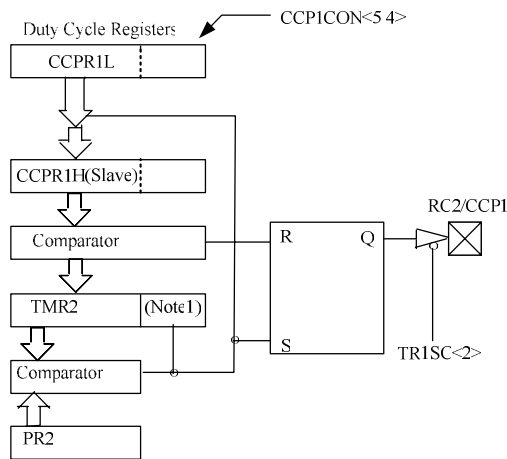 CCP1CON<5 4>
Duty Cycle Registers
CCPR1L
CCPR1H(Slave)
RC2/CCP1
Comparator
R
Q
TMR2
(Note1)
S
TR1SC<2>
Comparator
PR2